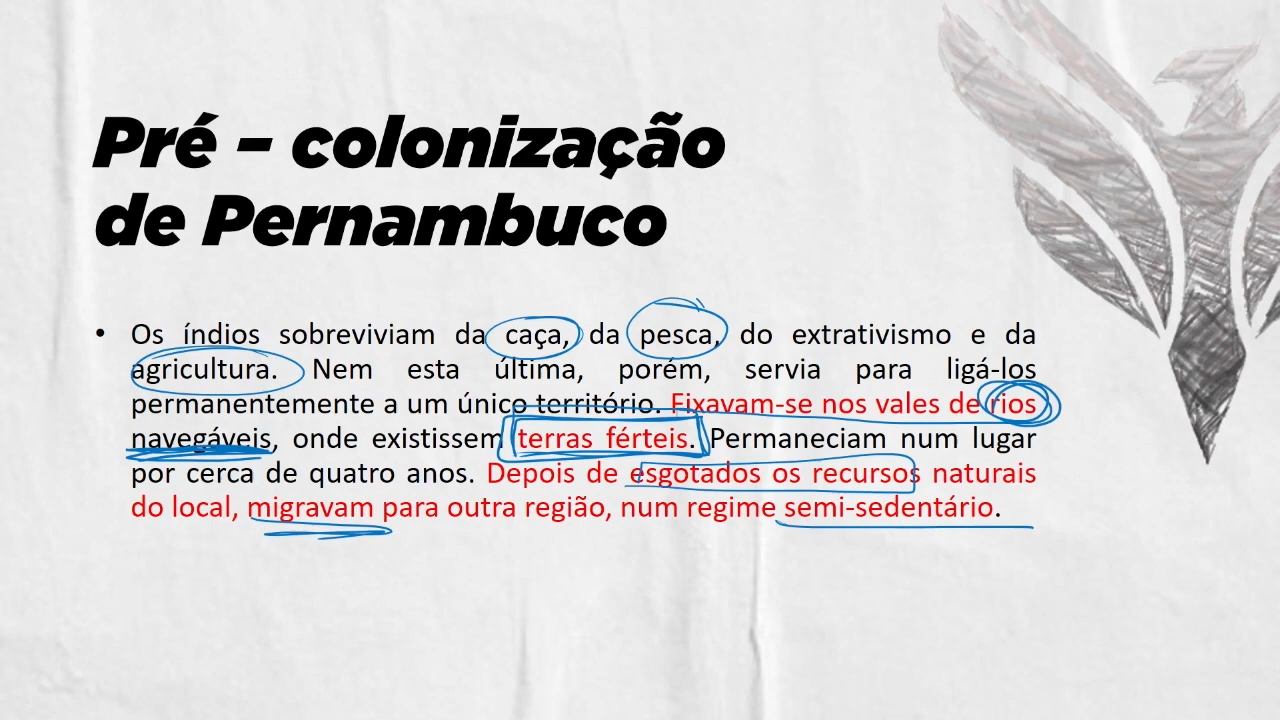 Pré – colonização
de Pernambuco
• Os índios sobreviviam da caça, da pesca, do extrativismo e da
agricultura. Nem esta última, porém, servia para ligá-los
permanentemente a um único território. Fixavam-se nos vales de rios
navegáveis, onde existissem terras férteis. Permaneciam num lugar
por cerca de quatro anos. Depois de esgotados os recursos naturais
do local, migravam para outra região, num regime semi-sedentário.